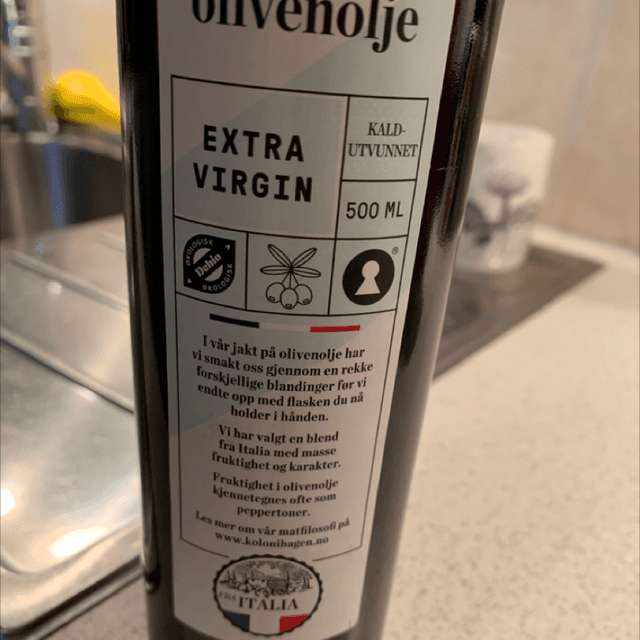 olivenolje
EXTRA
VIRGIN
KALD-
UTVUNNET
500 ML
ØKOLOGISK
Debio
ØKOLOGISK
®
I vår jakt på olivenolje har
vi smakt oss gjennom en rekke
forskjellige blandinger før vi
endte opp med flasken du nå
holder i hånden.
Vi har valgt en blend
fra Italia med masse
fruktighet og karakter.
Fruktighet i olivenolje
kjennetegnes ofte som
peppertoner.
Les mer om vår matfilosofi på
www.kolonihagen.no
FRA ITALIA